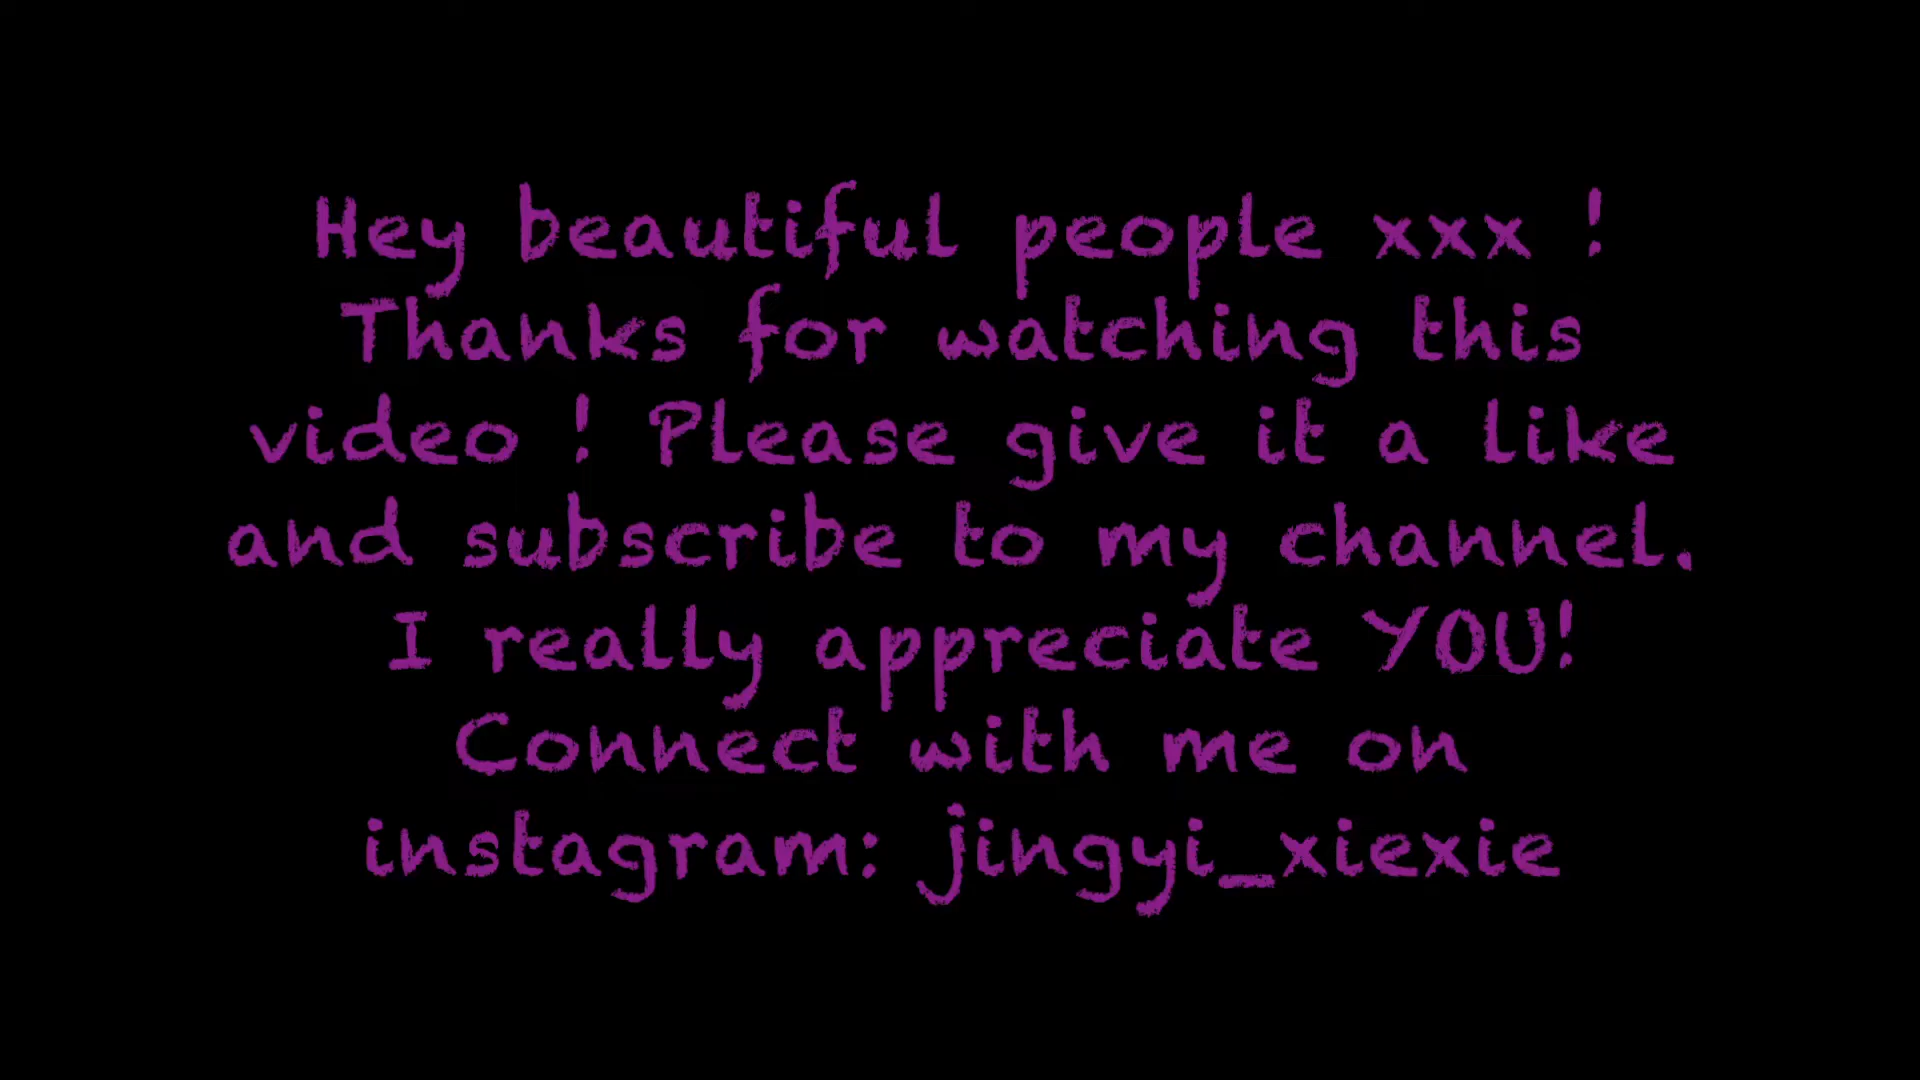 Hey beautiful people xxx !
Thanks for watching this
video ! Please give it a like
and subscribe to my channel.
I really appreciate YOU!
Connect with me on
instagram: jingyi_xiexie